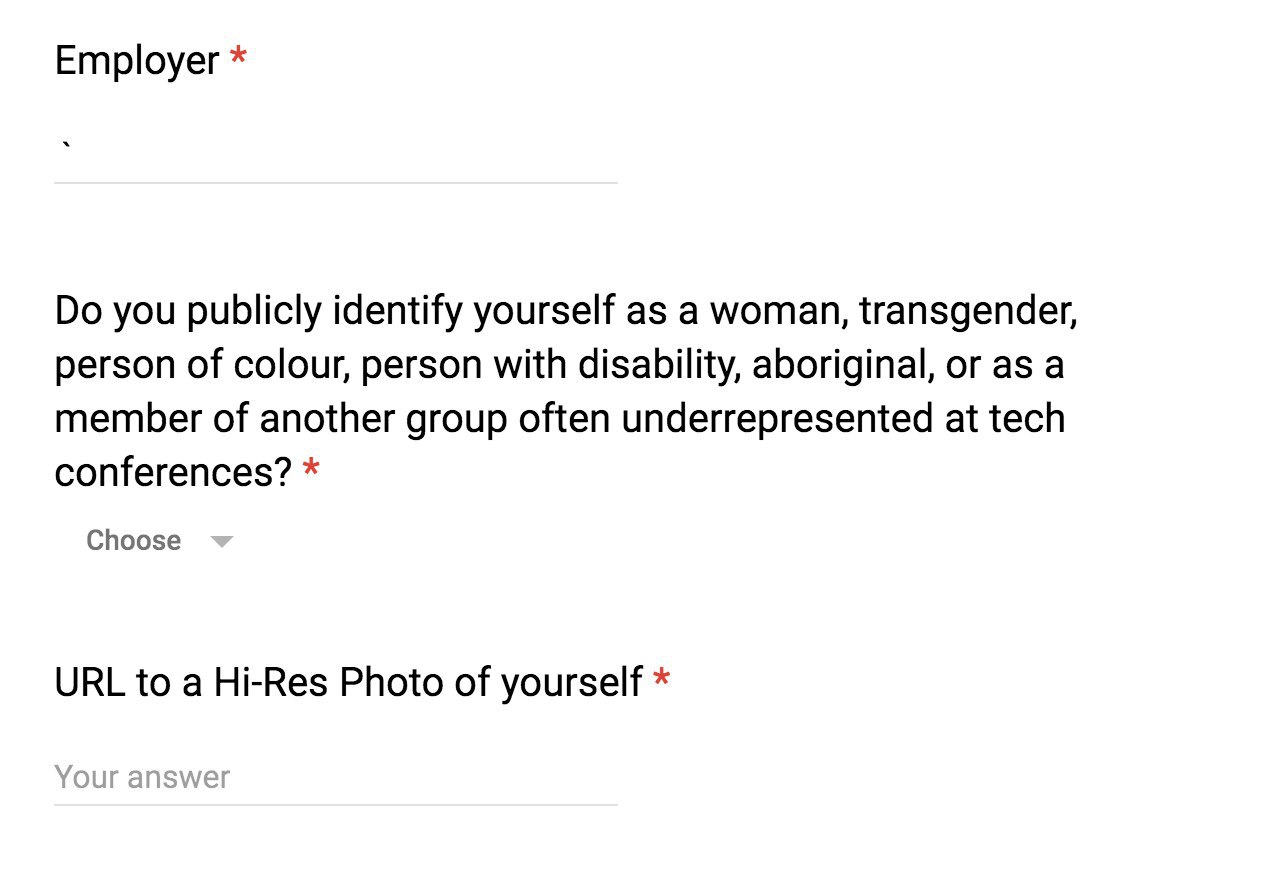 Employer *
`
Do you publicly identify yourself as a woman, transgender,
person of colour, person with disability, aboriginal, or as a
member of another group often underrepresented at tech
conferences? *
Choose
URL to a Hi-Res Photo of yourself *
Your answer